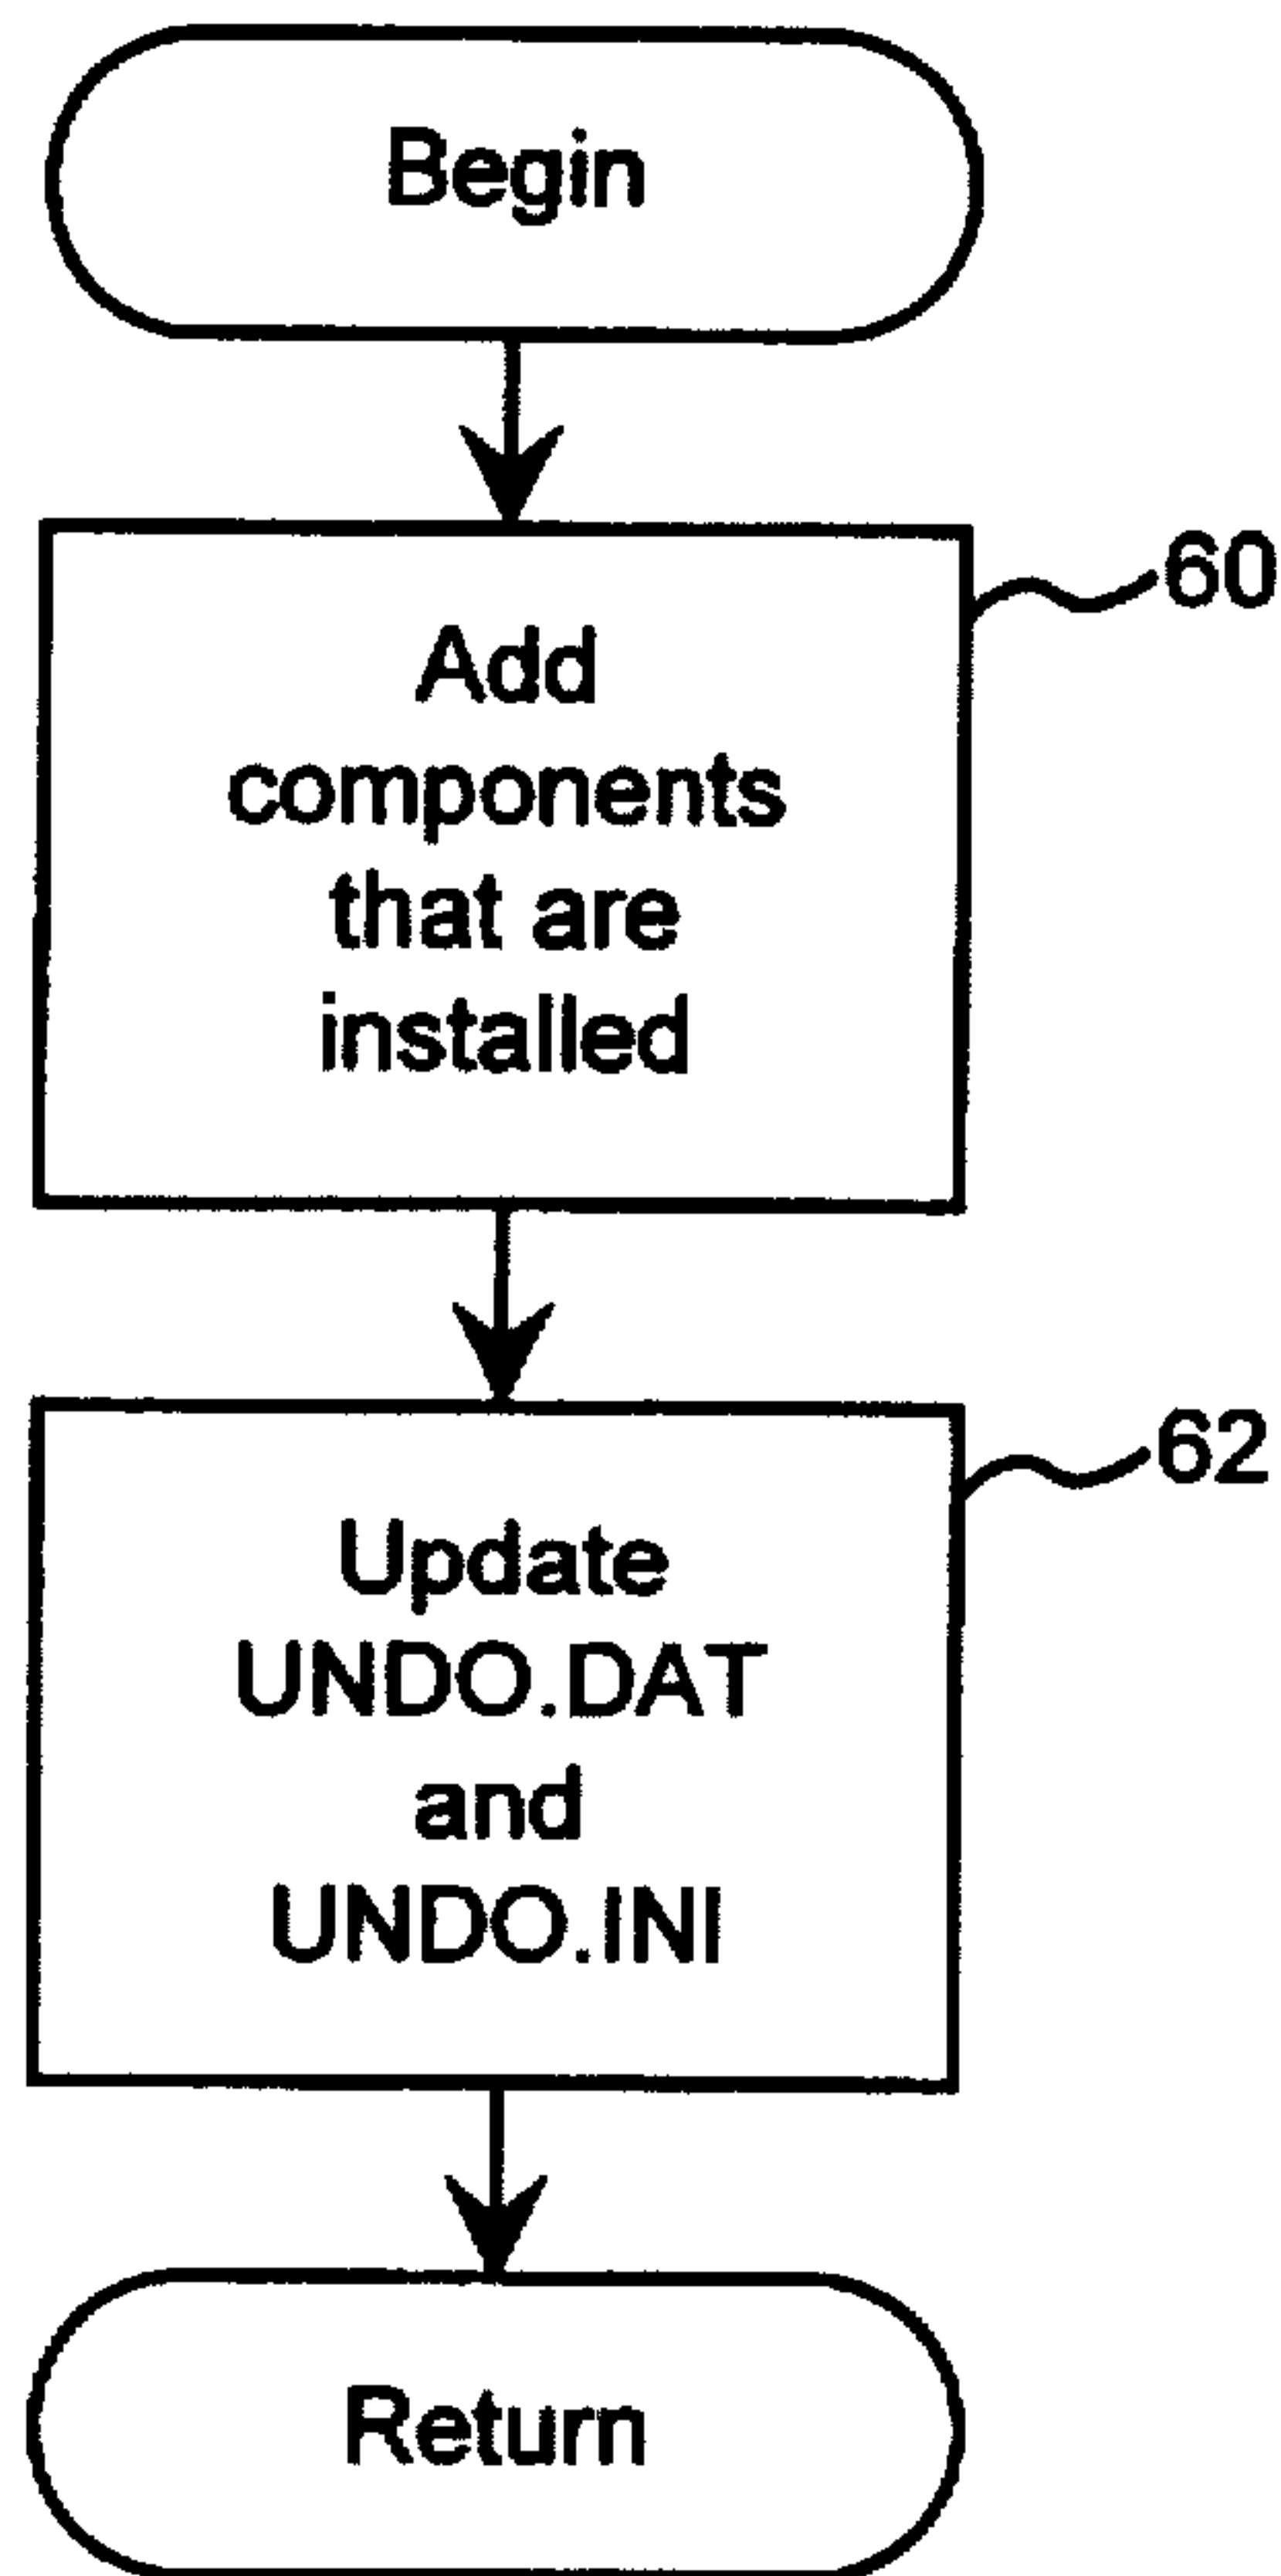 Begin
60
Add
components
that are
installed
62
Update
UNDO.DAT
and
UNDO.INI
Return